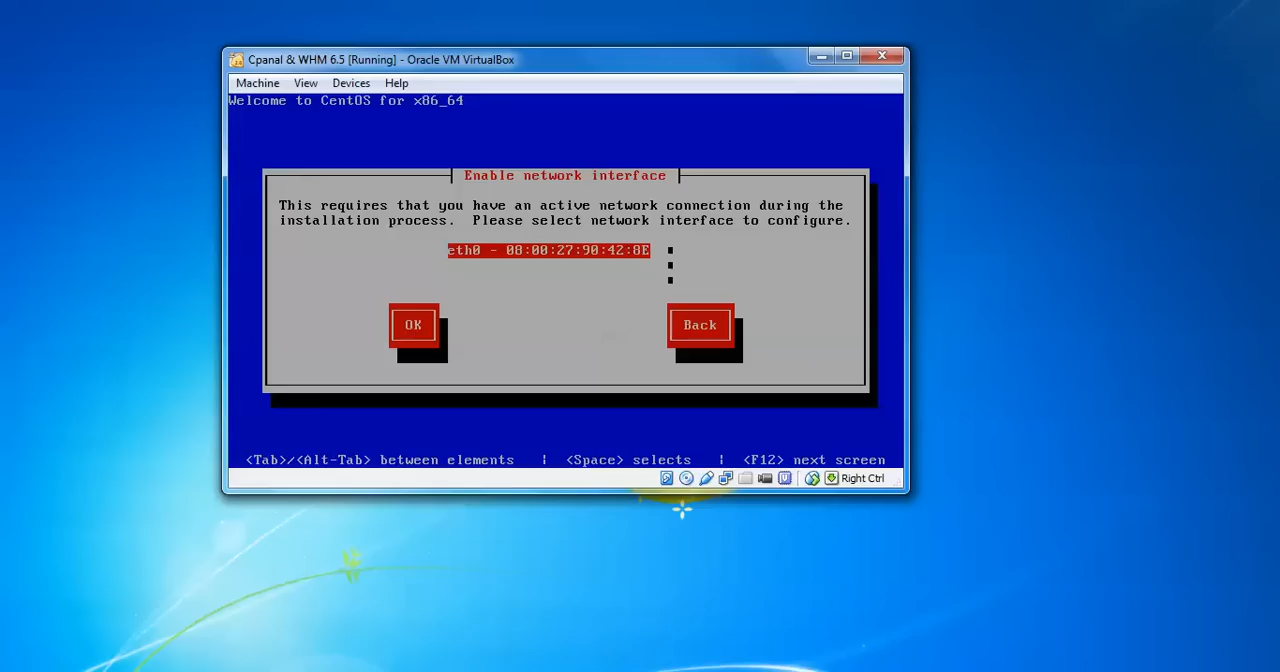 Cpanal & WHM 6.5 [Running] - Oracle VM VirtualBox
Machine View Devices Help
Welcome to CentOS for x86_64
Enable network interface
This requires that you have an active network connection during the
installation process. Please select network interface to configure.
eth0 - 08:00:27:90:42:8E
OK Back
<Tab>/<Alt-Tab> between elements | <Space> selects | <F12> next screen
Right Ctrl